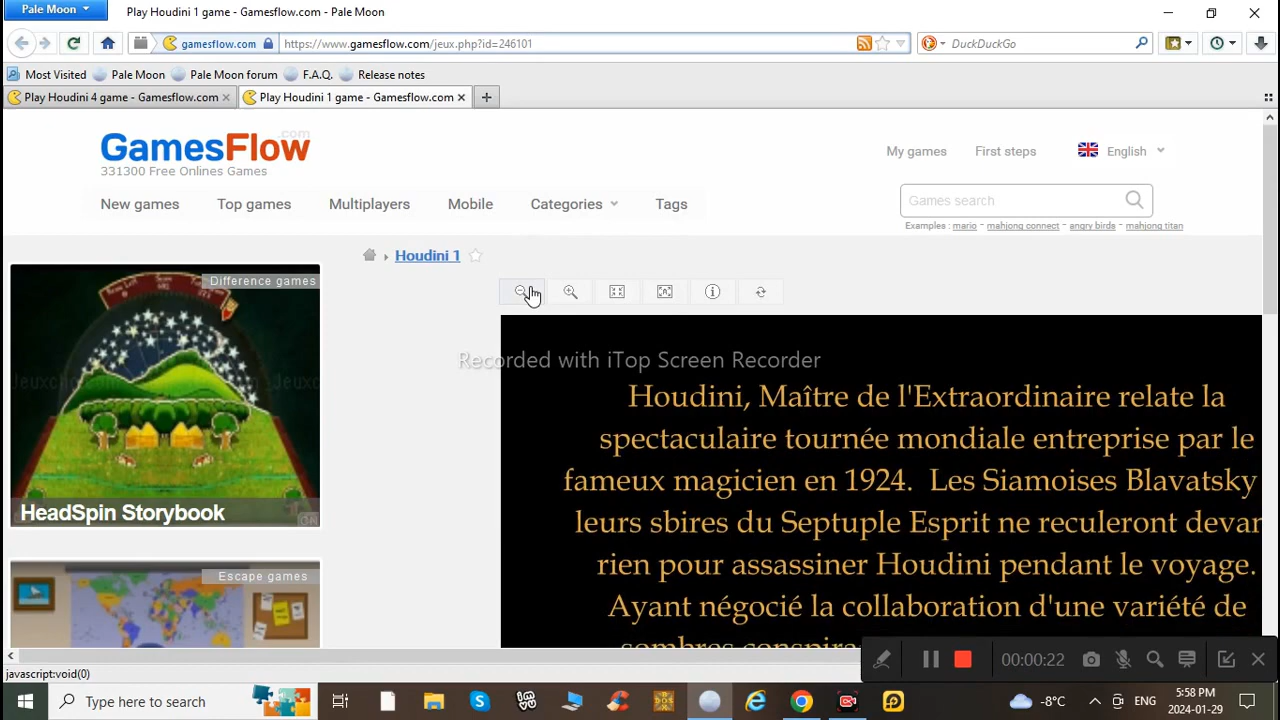 Pale Moon
Play Houdini 1 game - Gamesflow.com - Pale Moon
gamesflow.com
https://www.gamesflow.com/jeux.php?id=246101
DuckDuckGo
Most Visited
Pale Moon
Pale Moon forum
F.A.Q.
Release notes
Play Houdini 4 game - Gamesflow.com
Play Houdini 1 game - Gamesflow.com
GamesFlow
.com
331300 Free Onlines Games
My games
First steps
English
New games
Top games
Multiplayers
Mobile
Categories
Tags
Games search
Examples : mario - mahjong connect - angry birds - mahjong titan
Houdini 1
Difference games
HeadSpin Storybook
Escape games
Recorded with iTop Screen Recorder
Houdini, Maître de l'Extraordinaire relate la
spectaculaire tournée mondiale entreprise par le
fameux magicien en 1924. Les Siamoises Blavatsky
leurs sbires du Septuple Esprit ne reculeront devan
rien pour assassiner Houdini pendant le voyage.
Ayant négocié la collaboration d'une variété de
sombres conspira
00:00:22
javascript:void(0)
Type here to search
-8°C
ENG
5:58 PM
2024-01-29